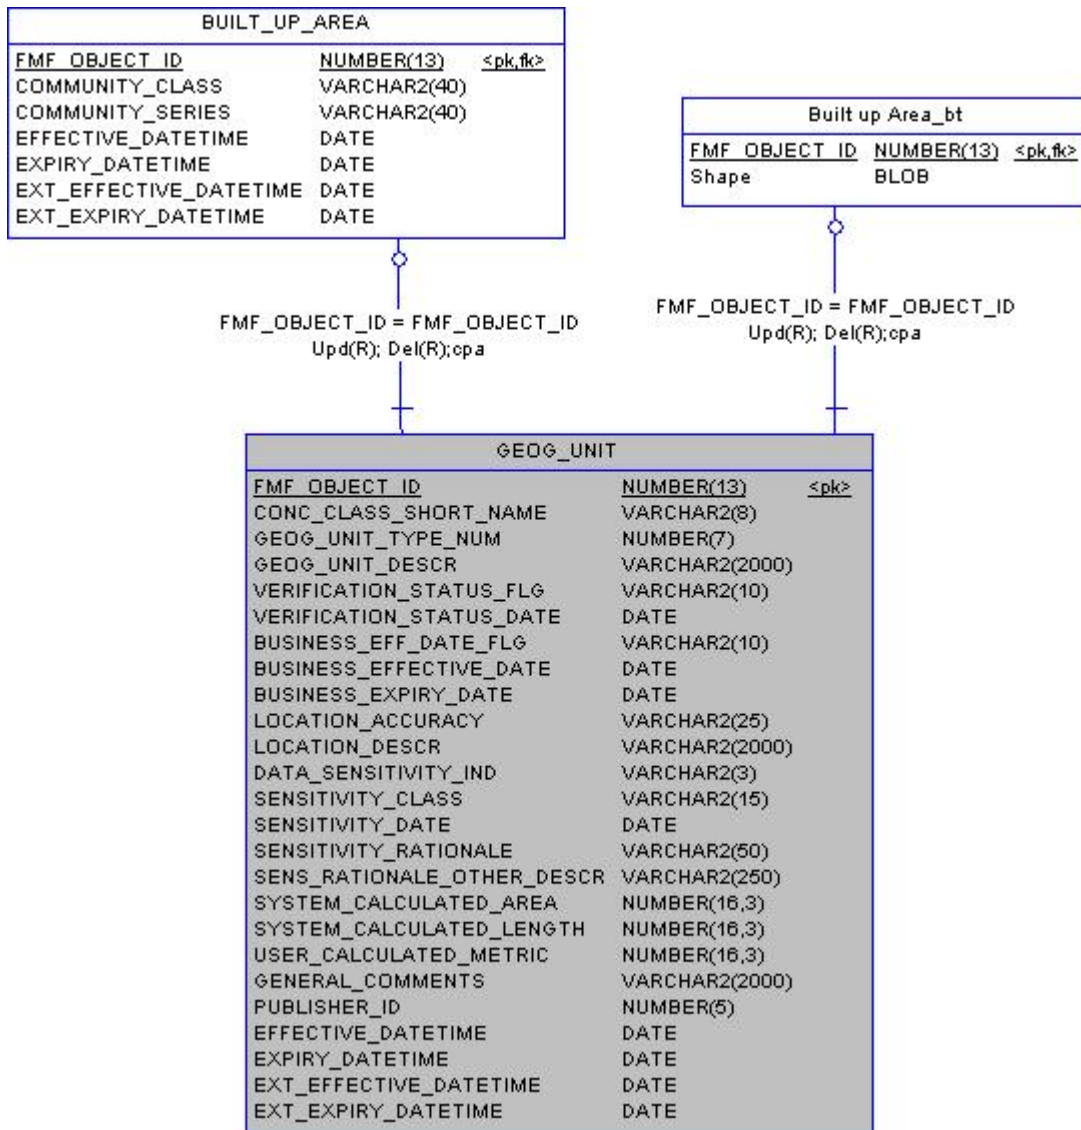 BUILT_UP_AREA
FMF_OBJECT_ID NUMBER(13) <pk,fk>
COMMUNITY_CLASS VARCHAR2(40)
COMMUNITY_SERIES VARCHAR2(40)
EFFECTIVE_DATETIME DATE
EXPIRY_DATETIME DATE
EXT_EFFECTIVE_DATETIME DATE
EXT_EXPIRY_DATETIME DATE
Built up Area_bt
FMF_OBJECT_ID NUMBER(13) <pk,fk>
Shape BLOB
FMF_OBJECT_ID = FMF_OBJECT_ID
Upd(R); Del(R);cpa
FMF_OBJECT_ID = FMF_OBJECT_ID
Upd(R); Del(R);cpa
GEOG_UNIT
FMF_OBJECT_ID NUMBER(13) <pk>
CONC_CLASS_SHORT_NAME VARCHAR2(8)
GEOG_UNIT_TYPE_NUM NUMBER(7)
GEOG_UNIT_DESCR VARCHAR2(2000)
VERIFICATION_STATUS_FLG VARCHAR2(10)
VERIFICATION_STATUS_DATE DATE
BUSINESS_EFF_DATE_FLG VARCHAR2(10)
BUSINESS_EFFECTIVE_DATE DATE
BUSINESS_EXPIRY_DATE DATE
LOCATION_ACCURACY VARCHAR2(25)
LOCATION_DESCR VARCHAR2(2000)
DATA_SENSITIVITY_IND VARCHAR2(3)
SENSITIVITY_CLASS VARCHAR2(15)
SENSITIVITY_DATE DATE
SENSITIVITY_RATIONALE VARCHAR2(50)
SENS_RATIONALE_OTHER_DESCR VARCHAR2(250)
SYSTEM_CALCULATED_AREA NUMBER(16,3)
SYSTEM_CALCULATED_LENGTH NUMBER(16,3)
USER_CALCULATED_METRIC NUMBER(16,3)
GENERAL_COMMENTS VARCHAR2(2000)
PUBLISHER_ID NUMBER(5)
EFFECTIVE_DATETIME DATE
EXPIRY_DATETIME DATE
EXT_EFFECTIVE_DATETIME DATE
EXT_EXPIRY_DATETIME DATE